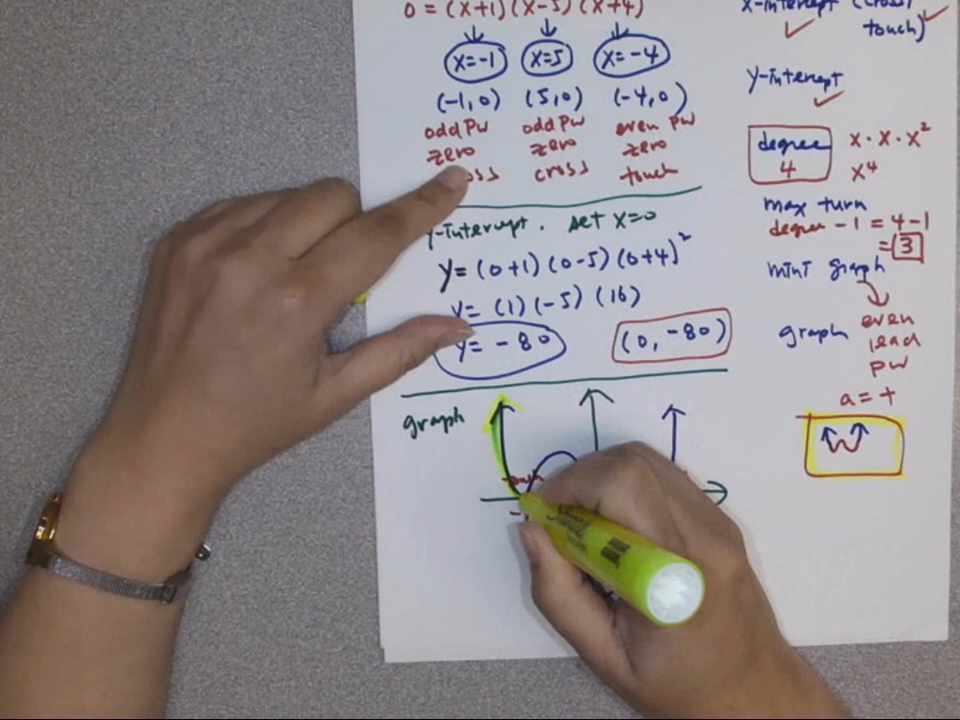 0 = (x+1)(x-5)(x+4)
x=-1 x=5 x=-4
(-1,0) (5,0) (-4,0)
odd PW odd PW even PW
zero zero zero
cross touch
y-intercept. set x=0
y= (0+1)(0-5)(0+4)²
y= (1)(-5)(16)
y= -80 (0,-80)
graph
x-intercept (cross/
touch)
y-intercept
degree x·x·x²
4 x⁴
max turn
degree -1 = 4-1
= 3
mini graph
graph even
lead
PW
a = +